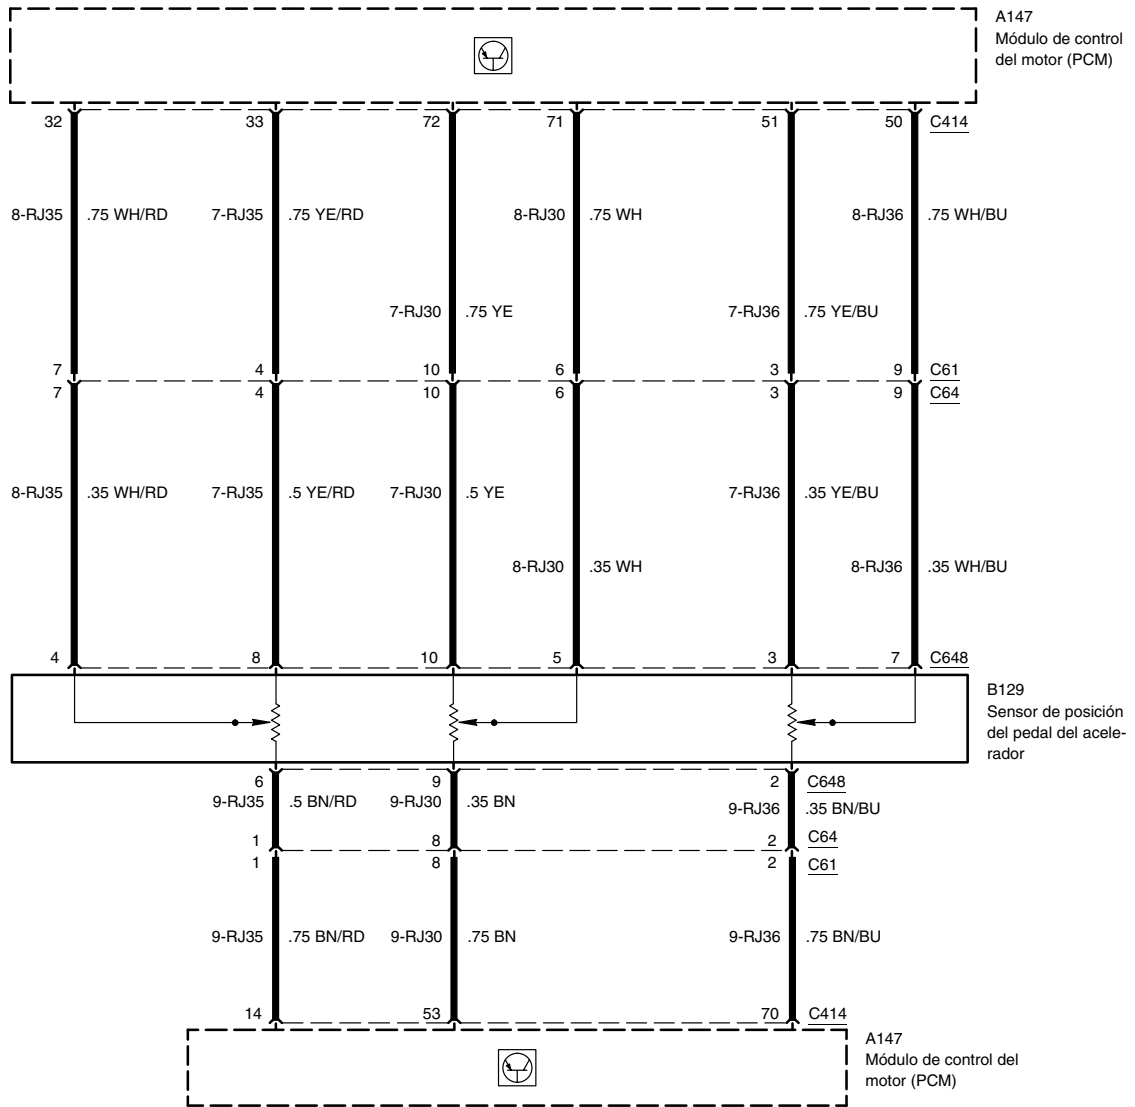 A147
Módulo de control
del motor (PCM)
32 33 72 71 51 50 C414
8-RJ35 .75 WH/RD 7-RJ35 .75 YE/RD 8-RJ30 .75 WH 8-RJ36 .75 WH/BU
7-RJ30 .75 YE 7-RJ36 .75 YE/BU
7 4 10 6 3 9 C61
7 4 10 6 3 9 C64
8-RJ35 .35 WH/RD 7-RJ35 .5 YE/RD 7-RJ30 .5 YE 7-RJ36 .35 YE/BU
8-RJ30 .35 WH 8-RJ36 .35 WH/BU
4 8 10 5 3 7 C648
B129
Sensor de posición
del pedal del acele-
rador
6 9 2 C648
9-RJ35 .5 BN/RD 9-RJ30 .35 BN 9-RJ36 .35 BN/BU
1 8 2 C64
1 8 2 C61
9-RJ35 .75 BN/RD 9-RJ30 .75 BN 9-RJ36 .75 BN/BU
14 53 70 C414
A147
Módulo de control del
motor (PCM)